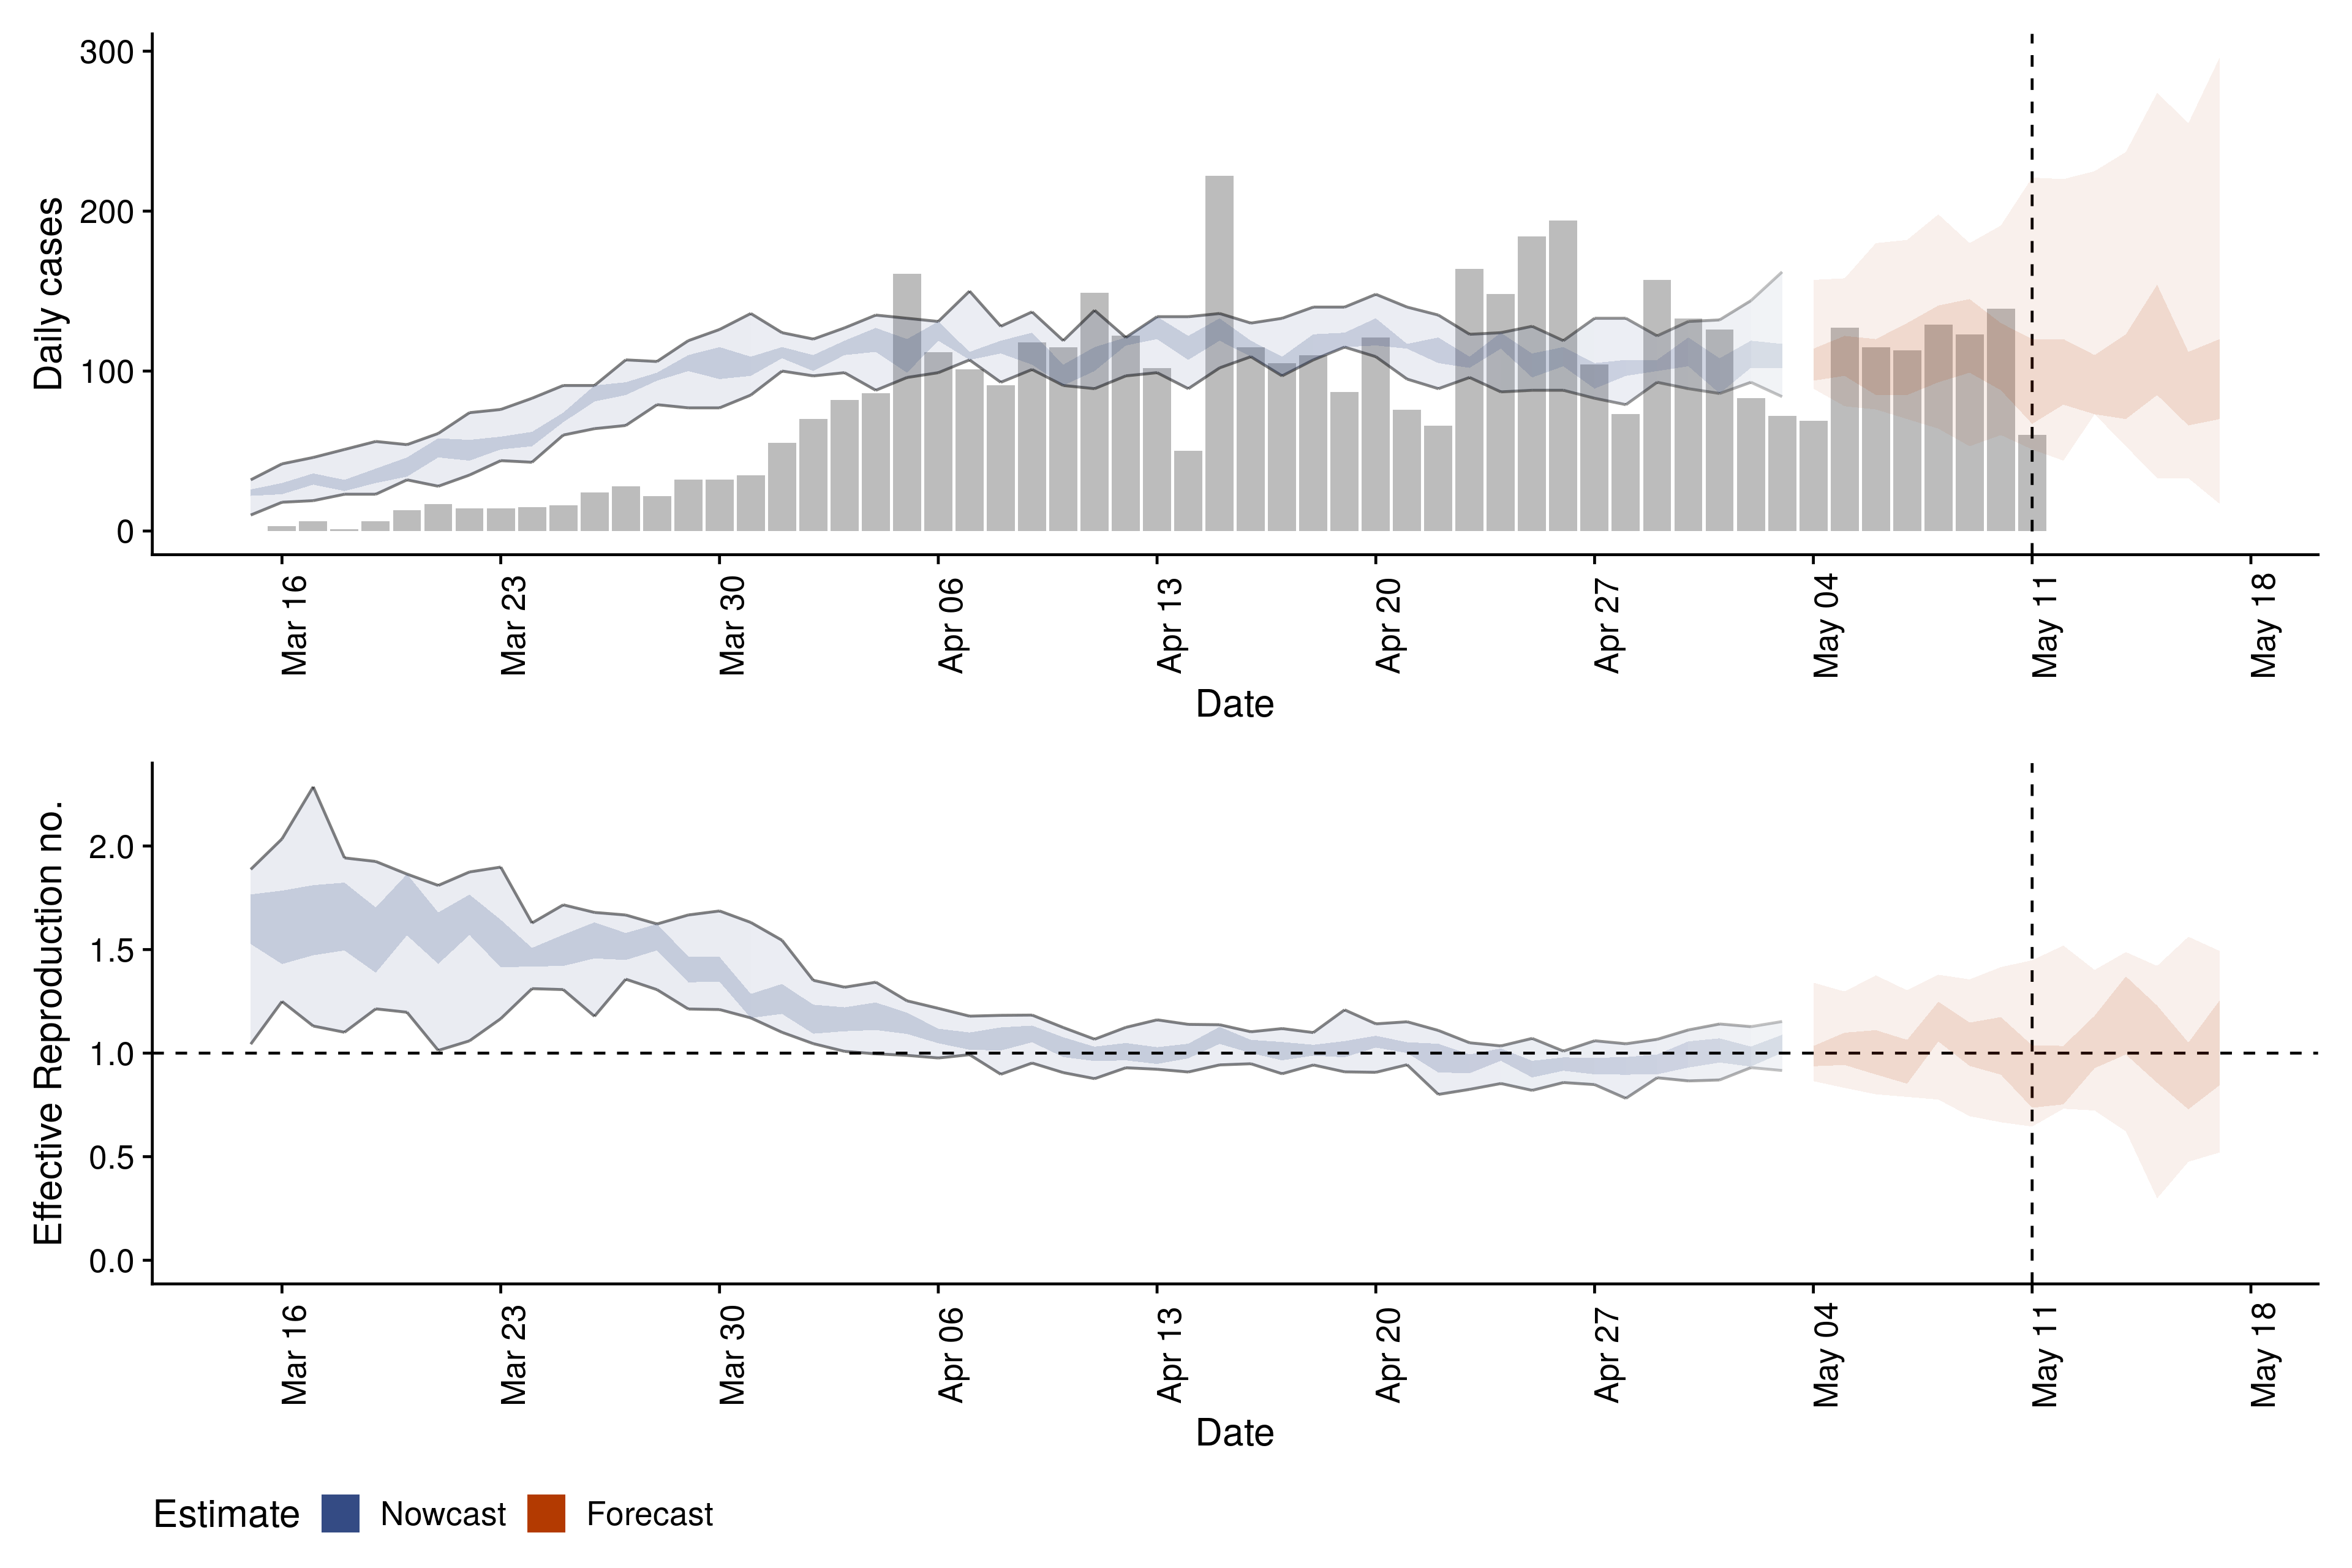 Daily cases
300
200
100
0
Mar 16
Mar 23
Mar 30
Apr 06
Apr 13
Apr 20
Apr 27
May 04
May 11
May 18
Date
Effective Reproduction no.
2.0
1.5
1.0
0.5
0.0
Mar 16
Mar 23
Mar 30
Apr 06
Apr 13
Apr 20
Apr 27
May 04
May 11
May 18
Date
Estimate Nowcast Forecast